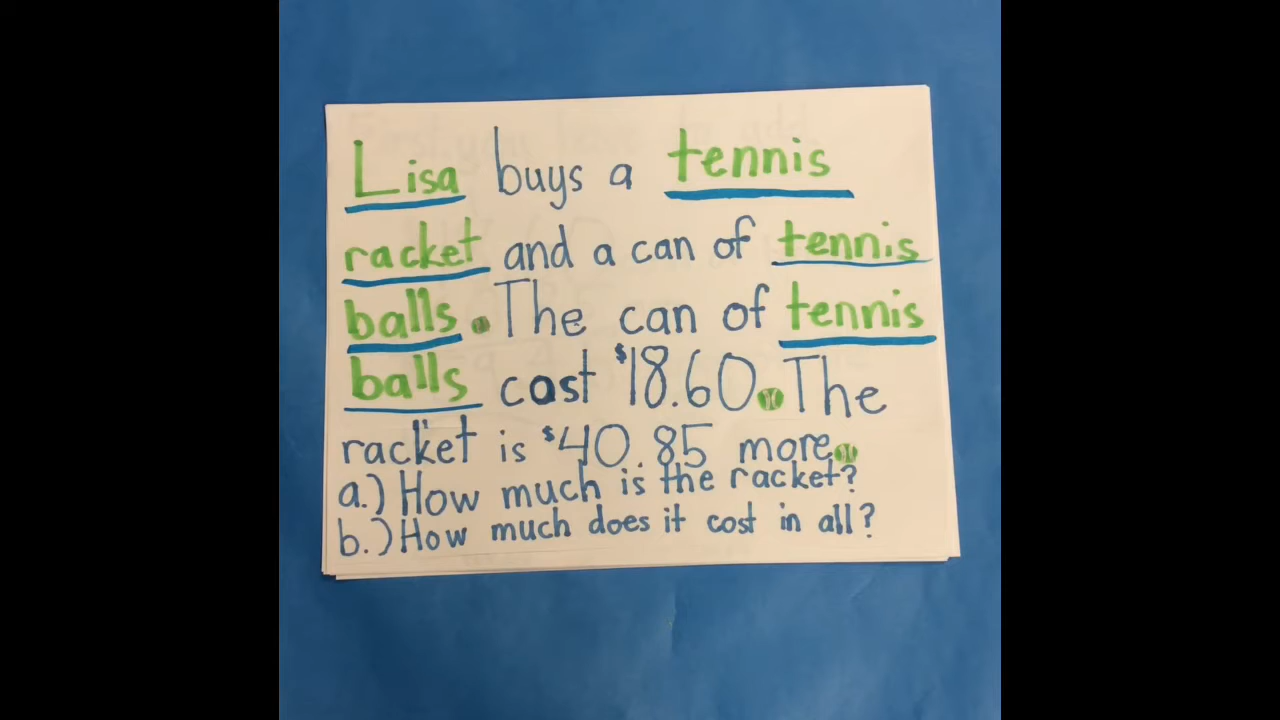 Lisa buys a tennis
racket and a can of tennis
balls. The can of tennis
balls cost $18.60. The
racket is $40.85 more.
a.) How much is the racket?
b.) How much does it cost in all?